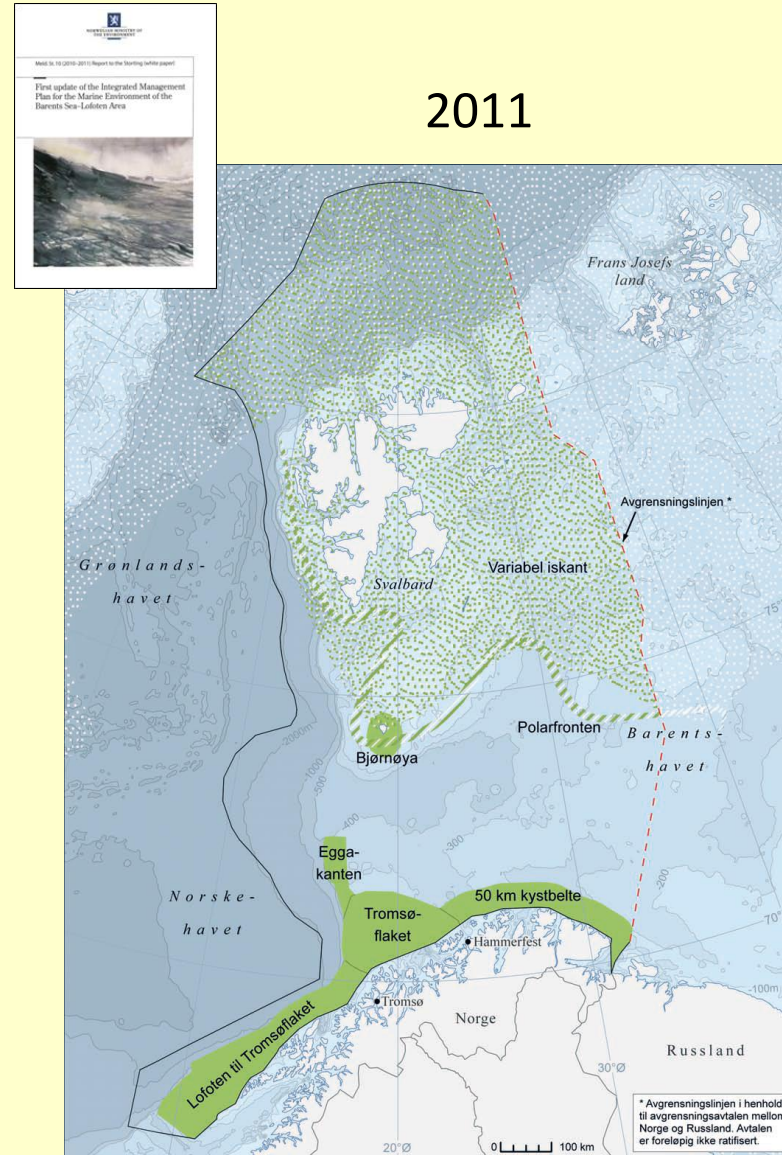 NORWEGIAN MINISTRY OF
THE ENVIRONMENT
Meld. St. 10 (2010–2011) Report to the Storting (white paper)
First update of the Integrated Management
Plan for the Marine Environment of the
Barents Sea–Lofoten Area
2011
Frans Josefs
land
Avgrensningslinjen *
Grønlands-
havet
Variabel iskant
Svalbard
75°
2000m
Polarfronten
Barents-
havet
Bjørnøya
-1000
-500
-400
-300
Egga-
kanten
-200
50 km kystbelte
Norske-
havet
Tromsø-
flaket
70°
Hammerfest
-100m
Tromsø
Norge
Lofoten til Tromsøflaket
Russland
30°Ø
* Avgrensningslinjen i henhold
til avgrensningsavtalen mellom
Norge og Russland. Avtalen
er foreløpig ikke ratifisert.
20°Ø
0 100 km